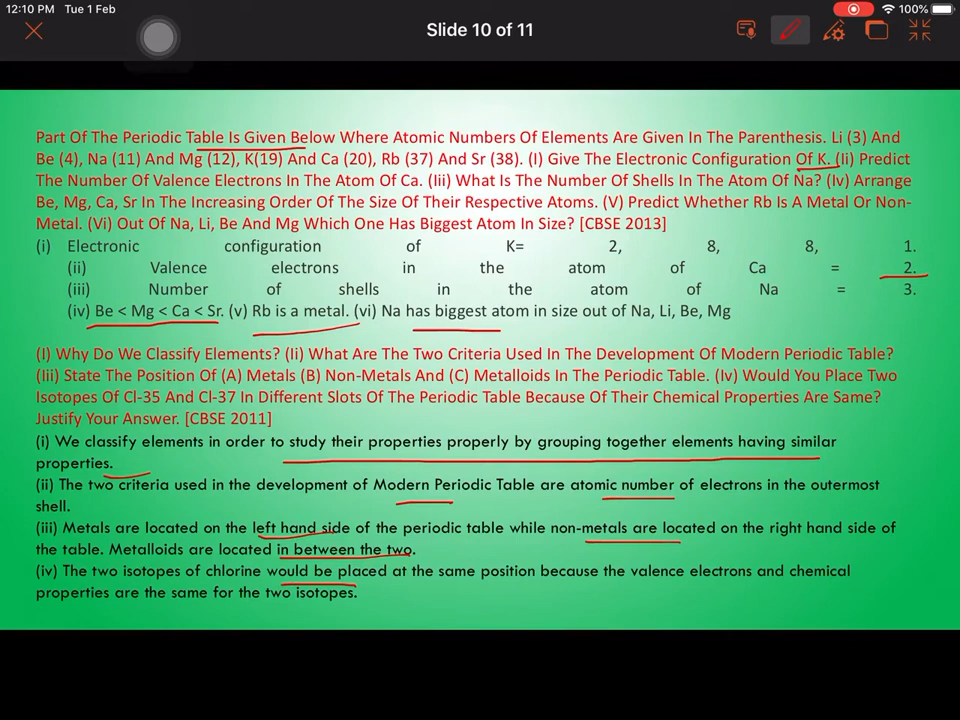 12:10 PM Tue 1 Feb
100%
Slide 10 of 11
Part Of The Periodic Table Is Given Below Where Atomic Numbers Of Elements Are Given In The Parenthesis. Li (3) And
Be (4), Na (11) And Mg (12), K(19) And Ca (20), Rb (37) And Sr (38). (I) Give The Electronic Configuration Of K. (Ii) Predict
The Number Of Valence Electrons In The Atom Of Ca. (Iii) What Is The Number Of Shells In The Atom Of Na? (Iv) Arrange
Be, Mg, Ca, Sr In The Increasing Order Of The Size Of Their Respective Atoms. (V) Predict Whether Rb Is A Metal Or Non-
Metal. (Vi) Out Of Na, Li, Be And Mg Which One Has Biggest Atom In Size? [CBSE 2013]
(i) Electronic configuration of K= 2, 8, 8, 1.
(ii) Valence electrons in the atom of Ca = 2.
(iii) Number of shells in the atom of Na = 3.
(iv) Be < Mg < Ca < Sr. (v) Rb is a metal. (vi) Na has biggest atom in size out of Na, Li, Be, Mg
(I) Why Do We Classify Elements? (Ii) What Are The Two Criteria Used In The Development Of Modern Periodic Table?
(Iii) State The Position Of (A) Metals (B) Non-Metals And (C) Metalloids In The Periodic Table. (Iv) Would You Place Two
Isotopes Of Cl-35 And Cl-37 In Different Slots Of The Periodic Table Because Of Their Chemical Properties Are Same?
Justify Your Answer. [CBSE 2011]
(i) We classify elements in order to study their properties properly by grouping together elements having similar
properties.
(ii) The two criteria used in the development of Modern Periodic Table are atomic number of electrons in the outermost
shell.
(iii) Metals are located on the left hand side of the periodic table while non-metals are located on the right hand side of
the table. Metalloids are located in between the two.
(iv) The two isotopes of chlorine would be placed at the same position because the valence electrons and chemical
properties are the same for the two isotopes.